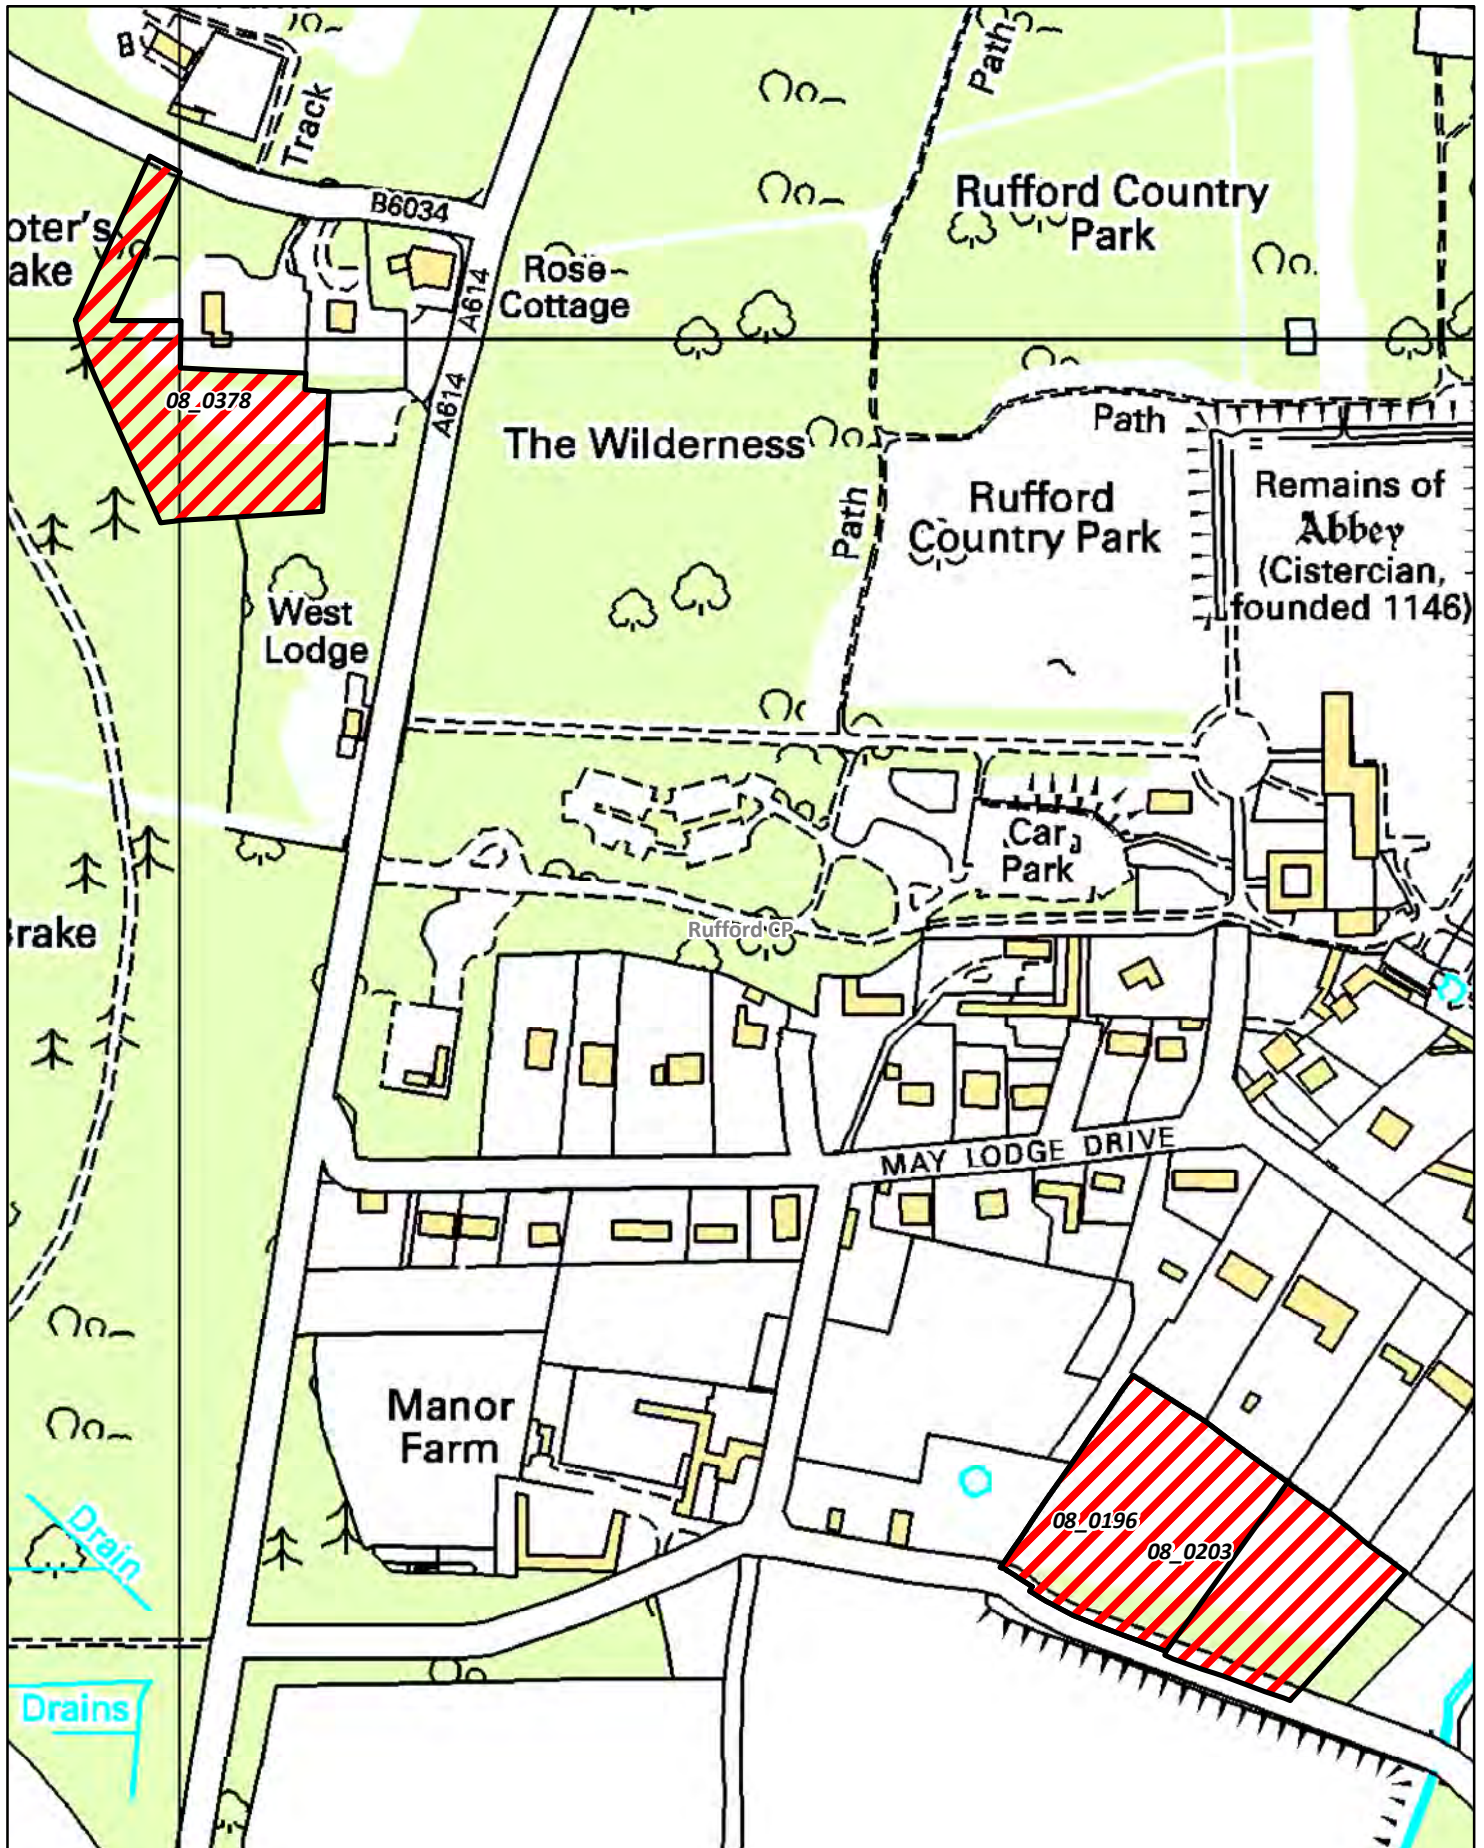 Track
Path
B6034
Rufford Country
Park
oter's
ake
Rose
Cottage
A614
A614
08_0378
The Wilderness
Path
Path
Rufford
Country Park
Remains of
Abbey
(Cistercian,
founded 1146)
West
Lodge
Car
Park
rake
Rufford CP
MAY LODGE DRIVE
Manor
Farm
Drain
08_0196
08_0203
Drains